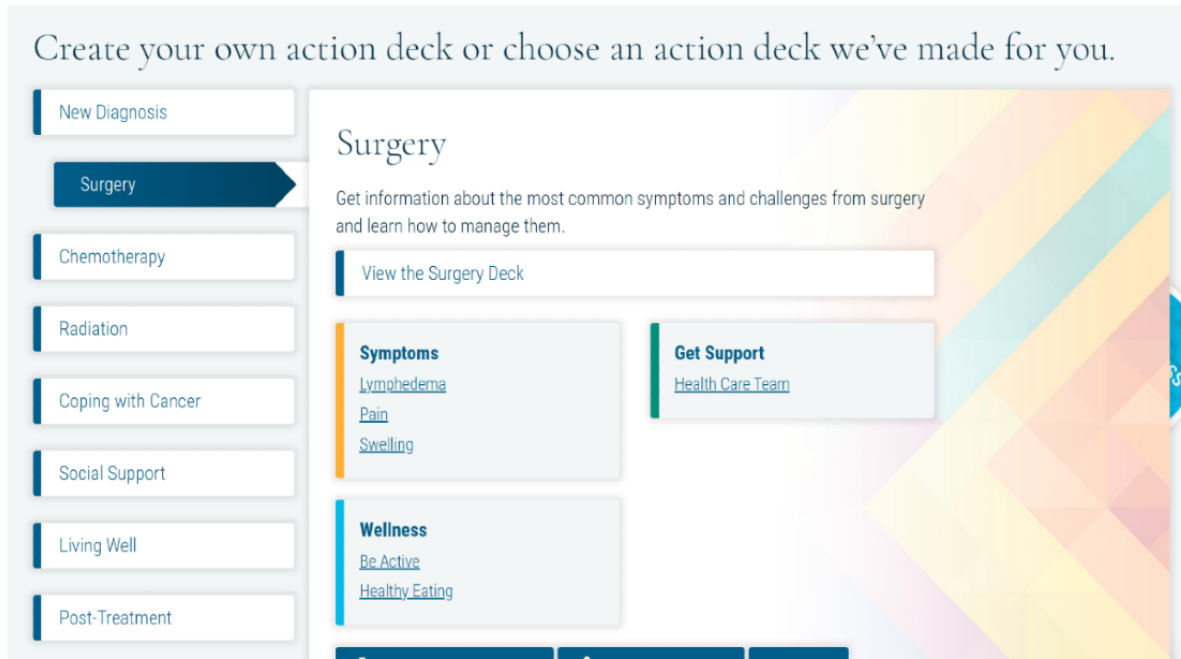 Create your own action deck or choose an action deck we’ve made for you.
New Diagnosis
Surgery
Chemotherapy
Radiation
Coping with Cancer
Social Support
Living Well
Post-Treatment
Surgery
Get information about the most common symptoms and challenges from surgery
and learn how to manage them.
View the Surgery Deck
Symptoms
Lymphedema
Pain
Swelling
Get Support
Health Care Team
Wellness
Be Active
Healthy Eating